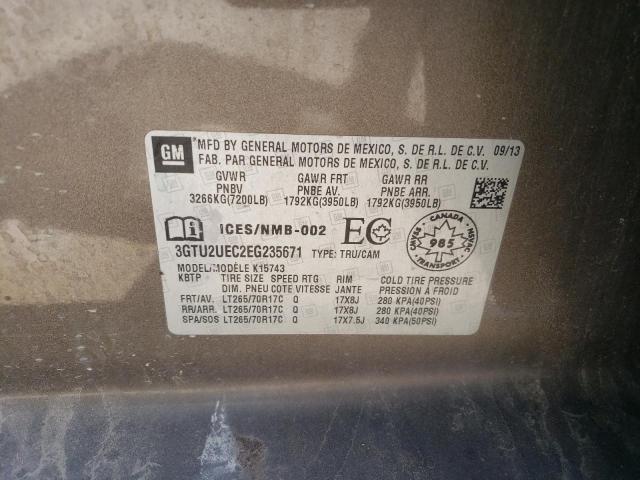 GM
MFD BY GENERAL MOTORS DE MEXICO, S. DE R.L. DE C.V. 09/13
FAB. PAR GENERAL MOTORS DE MEXICO, S. DE R.L. DE C.V.
GVWR GAWR FRT GAWR RR
PNBV PNBE AV. PNBE ARR.
3266KG(7200LB) 1792KG(3950LB) 1792KG(3950LB)
ICES/NMB-002 EC
CANADA
CMVSS 985 NSVAC
TRANSPORT
3GTU2UEC2EG235671 TYPE: TRU/CAM
MODEL/MODÈLE K15743
KBTP TIRE SIZE SPEED RTG RIM COLD TIRE PRESSURE
DIM. PNEU COTE VITESSE JANTE PRESSION À FROID
FRT/AV. LT265/70R17C Q 17X8J 280 KPA(40PSI)
RR/ARR. LT265/70R17C Q 17X8J 280 KPA(40PSI)
SPA/SOS LT265/70R17C Q 17X7.5J 340 KPA(50PSI)